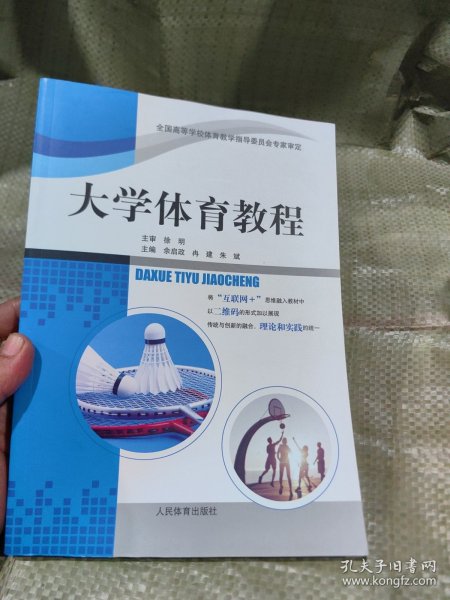 全国高等学校体育教学指导委员会专家审定
大学体育教程
主审 徐 明
主编 余启政 冉 建 朱 斌
DAXUE TIYU JIAOCHENG
将“互联网+”思维融入教材中
以二维码的形式加以展现
传统与创新的融合，理论和实践的统一
人民体育出版社
孔夫子旧书网
www.kongfz.com